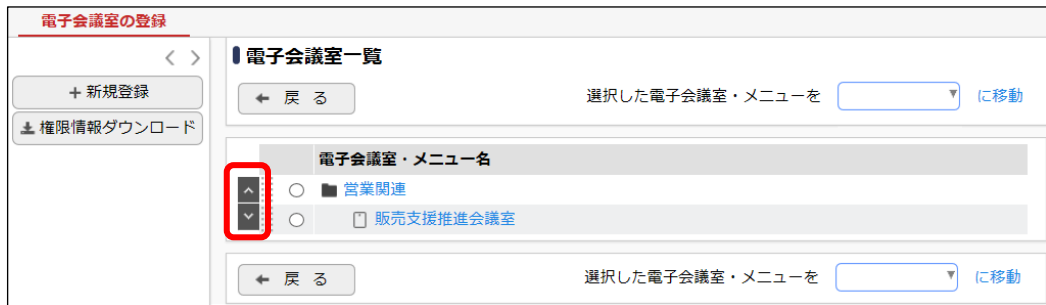 電子会議室の登録
＋新規登録
権限情報ダウンロード
電子会議室一覧
戻 る 選択した電子会議室・メニューを に移動
電子会議室・メニュー名
営業関連
販売支援推進会議室
戻 る 選択した電子会議室・メニューを に移動